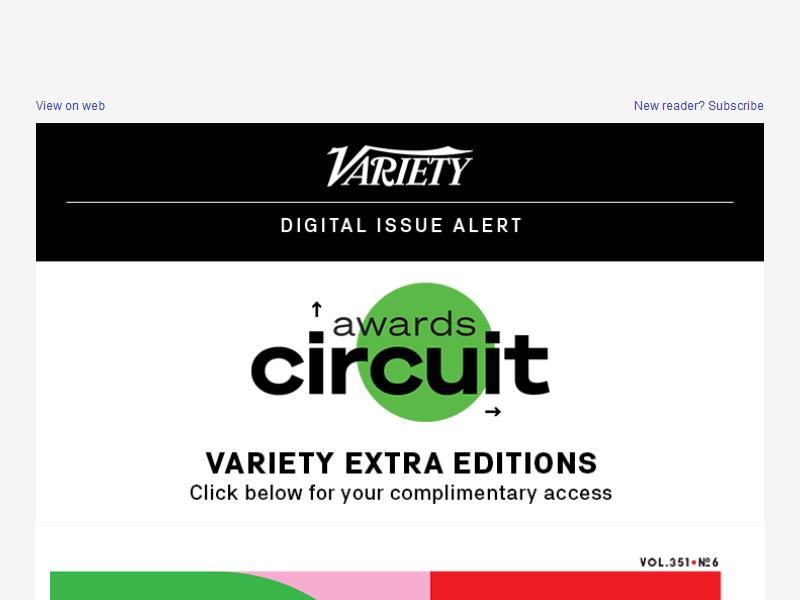 View on web
New reader? Subscribe
VARIETY
DIGITAL ISSUE ALERT
awards
circuit
VARIETY EXTRA EDITIONS
Click below for your complimentary access
VOL.351•№6